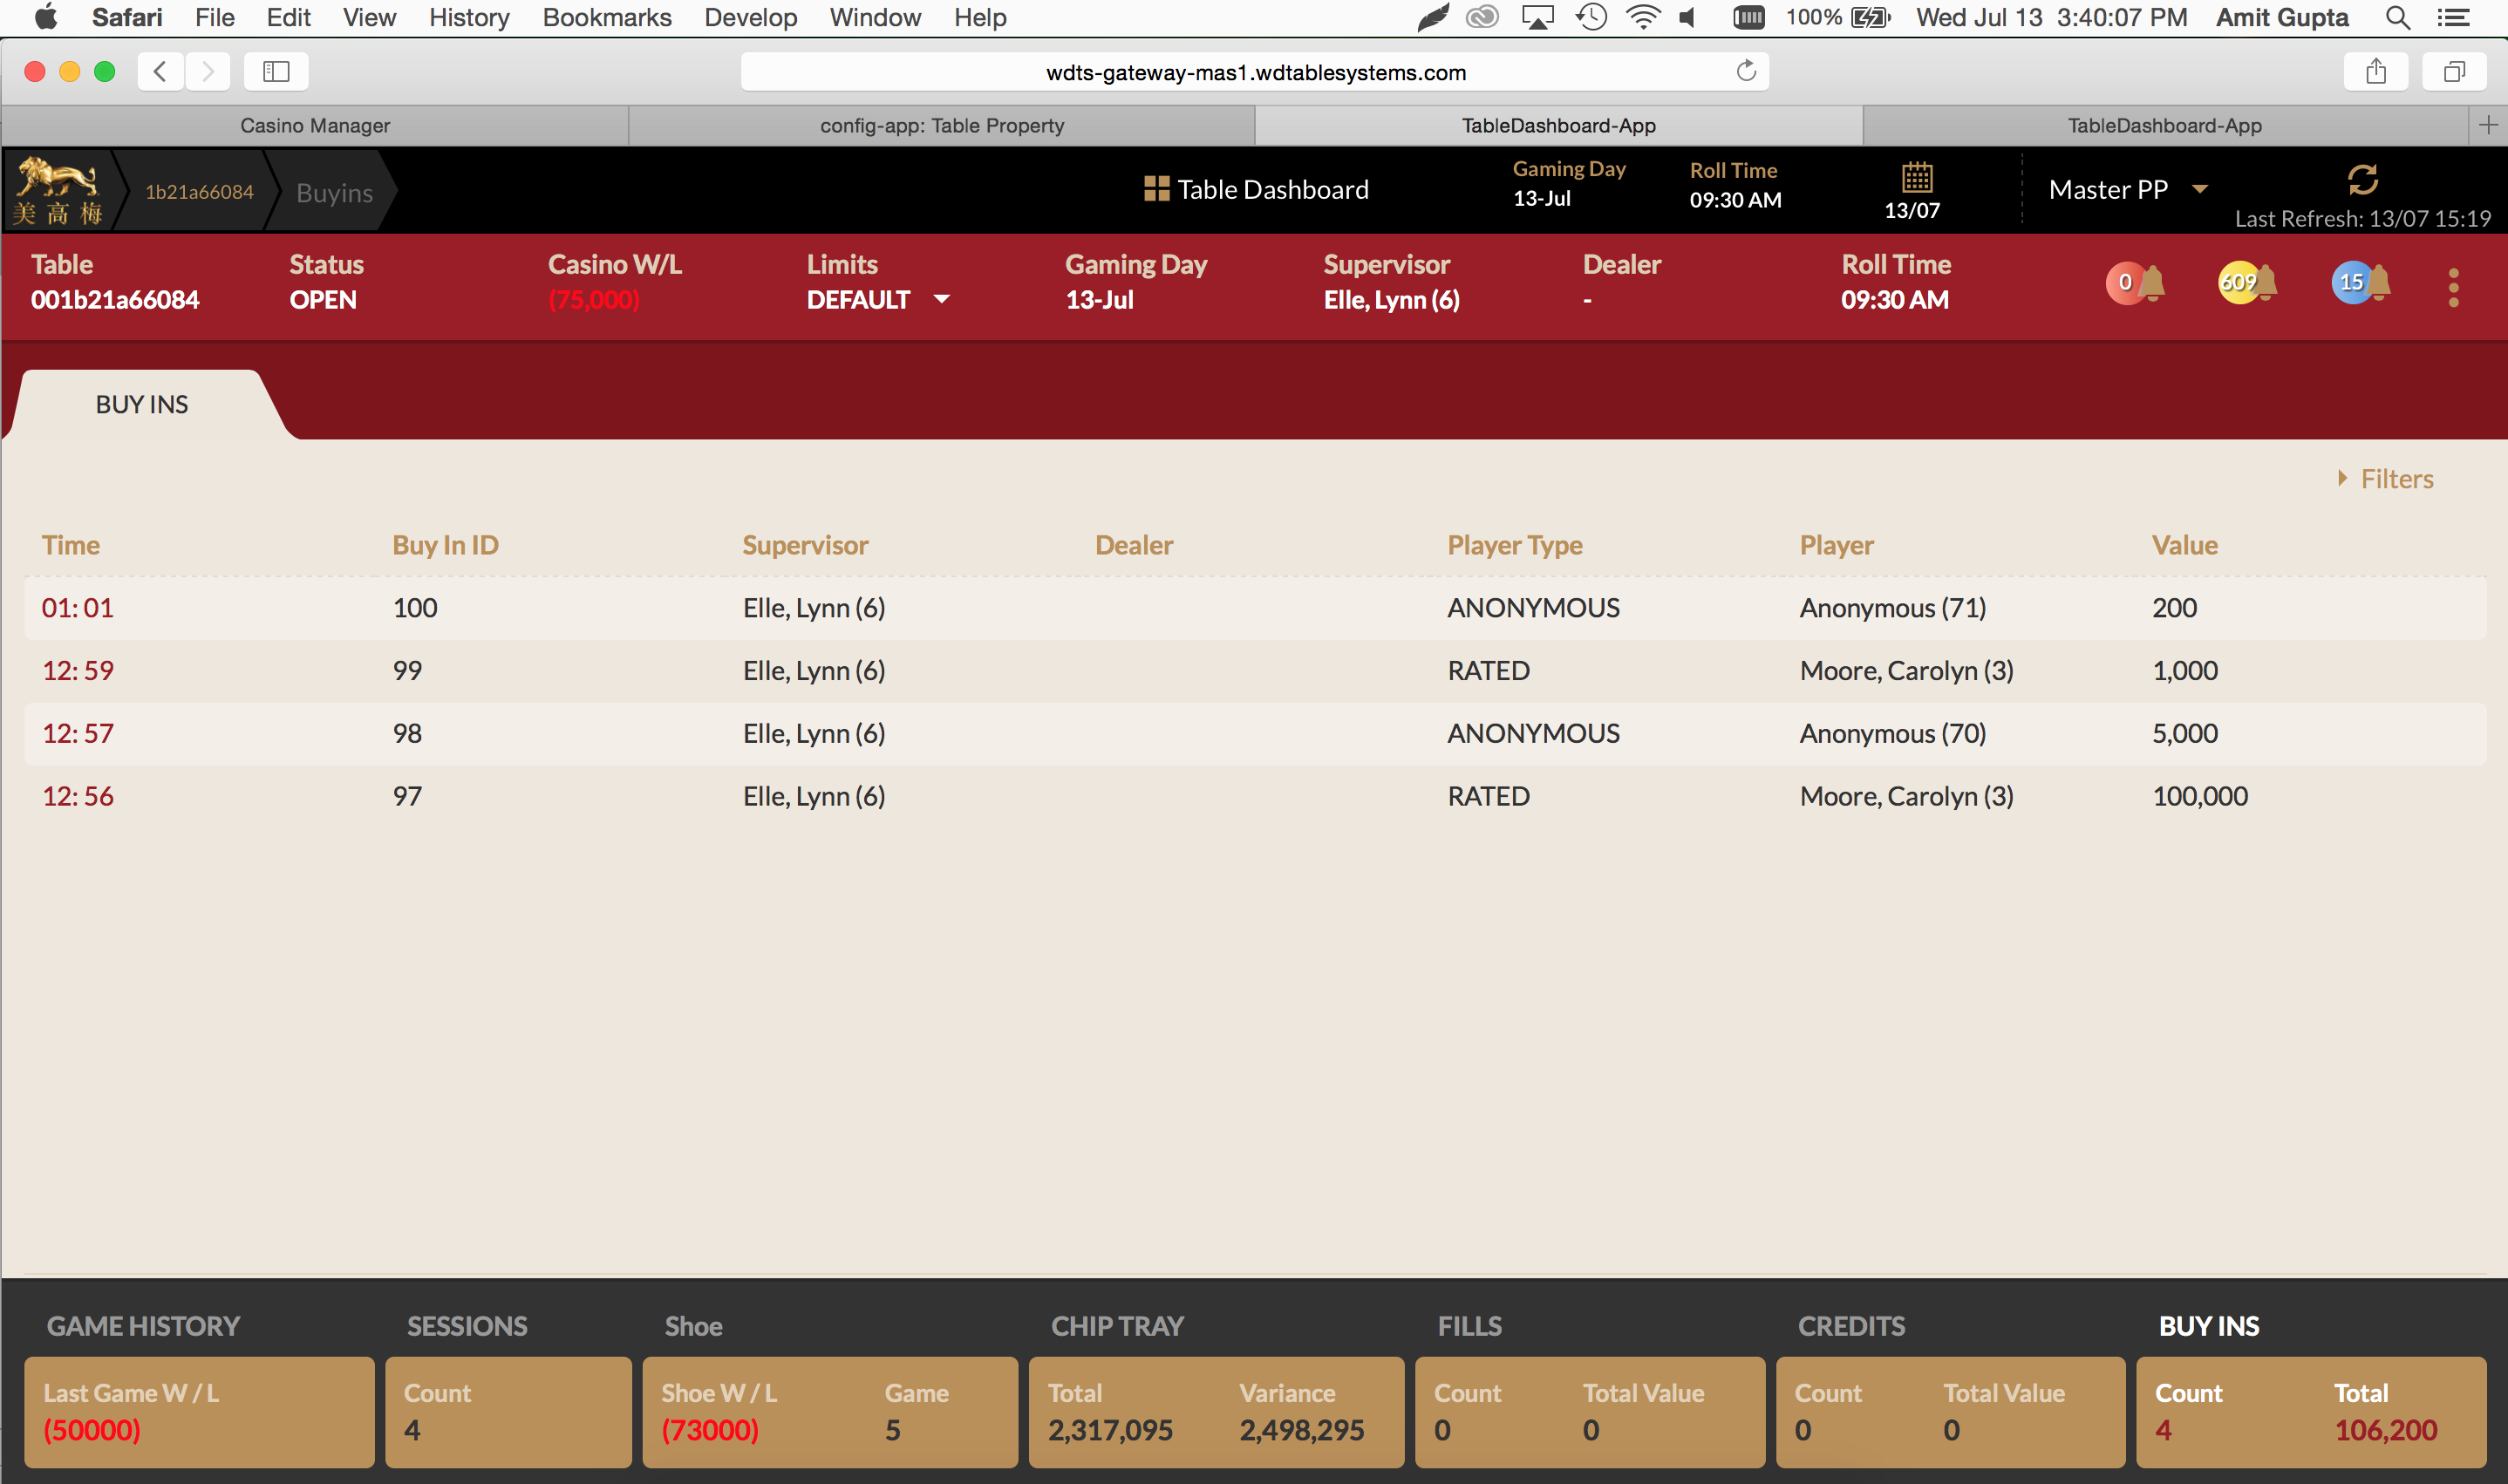 Safari File Edit View History Bookmarks Develop Window Help 100% Wed Jul 13 3:40:07 PM Amit Gupta
wdts-gateway-mas1.wdtablesystems.com
Casino Manager config-app: Table Property TableDashboard-App TableDashboard-App
美高梅 1b21a66084 Buyins Table Dashboard
Gaming Day Roll Time
13-Jul 09:30 AM 13/07
Master PP
Last Refresh: 13/07 15:19
Table Status Casino W/L Limits Gaming Day Supervisor Dealer Roll Time
001b21a66084 OPEN (75,000) DEFAULT 13-Jul Elle, Lynn (6) - 09:30 AM
0 609 15
BUY INS
Filters
Time Buy In ID Supervisor Dealer Player Type Player Value
01: 01 100 Elle, Lynn (6) ANONYMOUS Anonymous (71) 200
12: 59 99 Elle, Lynn (6) RATED Moore, Carolyn (3) 1,000
12: 57 98 Elle, Lynn (6) ANONYMOUS Anonymous (70) 5,000
12: 56 97 Elle, Lynn (6) RATED Moore, Carolyn (3) 100,000
GAME HISTORY SESSIONS Shoe CHIP TRAY FILLS CREDITS BUY INS
Last Game W / L Count Shoe W / L Game Total Variance Count Total Value Count Total Value Count Total
(50000) 4 (73000) 5 2,317,095 2,498,295 0 0 0 0 4 106,200